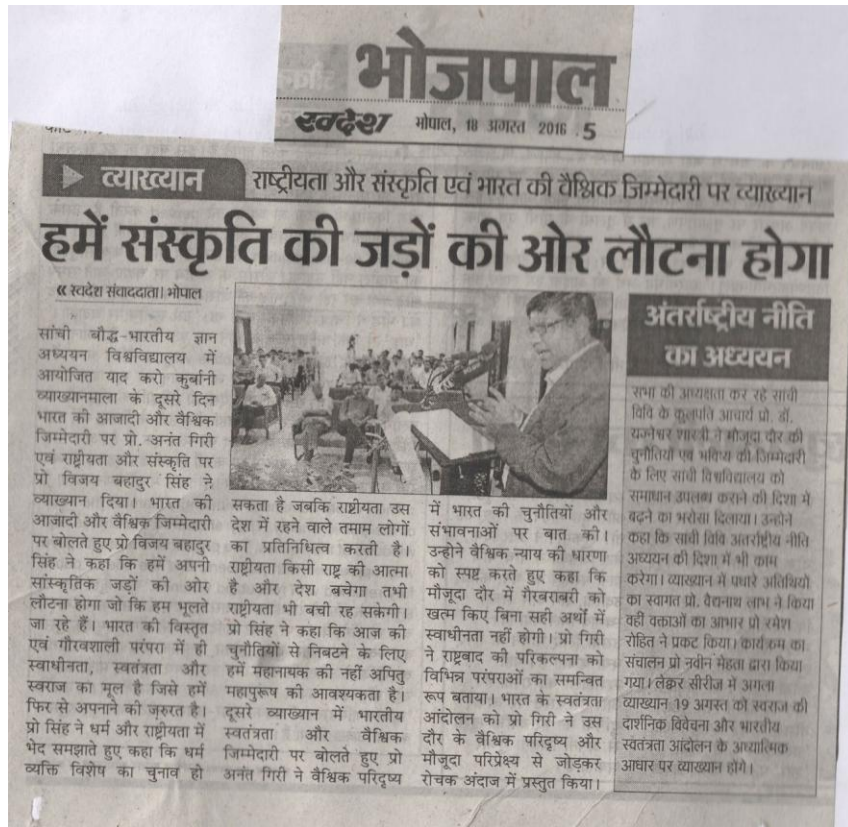 भोजपाल
स्वदेश भोपाल, 18 अगस्त 2016 5
व्याख्यान
राष्ट्रीयता और संस्कृति एवं भारत की वैश्विक जिम्मेदारी पर व्याख्यान
हमें संस्कृति की जड़ों की ओर लौटना होगा
« स्वदेश संवाददाता। भोपाल
सांची बौद्ध-भारतीय ज्ञान
अध्ययन विश्वविद्यालय में
आयोजित याद करो कुर्बानी
व्याख्यानमाला के दूसरे दिन
भारत की आजादी और वैश्विक
जिम्मेदारी पर प्रो. अनंत गिरी
एवं राष्ट्रीयता और संस्कृति पर
प्रो विजय बहादुर सिंह ने
व्याख्यान दिया। भारत की
आजादी और वैश्विक जिम्मेदारी
पर बोलते हुए प्रो विजय बहादुर
सिंह ने कहा कि हमें अपनी
सांस्कृतिक जड़ों की ओर
लौटना होगा जो कि हम भूलते
जा रहे हैं। भारत की विस्तृत
एवं गौरवशाली परंपरा में ही
स्वाधीनता, स्वतंत्रता और
स्वराज का मूल है जिसे हमें
फिर से अपनाने की जरुरत है।
प्रो सिंह ने धर्म और राष्ट्रीयता में
भेद समझाते हुए कहा कि धर्म
व्यक्ति विशेष का चुनाव हो
सकता है जबकि राष्टीयता उस
देश में रहने वाले तमाम लोगों
का प्रतिनिधित्व करती है।
राष्ट्रीयता किसी राष्ट्र की आत्मा
है और देश बचेगा तभी
राष्ट्रीयता भी बची रह सकेगी।
प्रो सिंह ने कहा कि आज की
चुनौतियों से निबटने के लिए
हमें महानायक की नहीं अपितु
महापुरूष की आवश्यकता है।
दूसरे व्याख्यान में भारतीय
स्वतंत्रता और वैश्विक
जिम्मेदारी पर बोलते हुए प्रो
अनंत गिरी ने वैश्विक परिदृष्य
में भारत की चुनौतियों और
संभावनाओं पर बात की।
उन्होने वैश्विक न्याय की धारणा
को स्पष्ट करते हुए कहा कि
मौजूदा दौर में गैरबराबरी को
खत्म किए बिना सही अर्थों में
स्वाधीनता नहीं होगी। प्रो गिरी
ने राष्ट्रवाद की परिकल्पना को
विभिन्न परंपराओं का समन्वित
रूप बताया। भारत के स्वतंत्रता
आंदोलन को प्रो गिरी ने उस
दौर के वैश्विक परिदृष्य और
मौजूदा परिप्रेक्ष्य से जोड़कर
रोचक अंदाज में प्रस्तुत किया।
अंतर्राष्ट्रीय नीति
का अध्ययन
सभा की अध्यक्षता कर रहे सांची
विवि के कुलपति आचार्य प्रो. डॉ.
यज्नेश्वर शास्त्री ने मौजूदा दौर की
चुनौतियों एवं भविष्य की जिम्मेदारी
के लिए सांची विश्वविद्यालय को
समाधान उपलब्ध कराने की दिशा में
बढ़ने का भरोसा दिलाया। उन्होने
कहा कि सांची विवि अंतर्राष्ट्रीय नीति
अध्ययन की दिशा में भी काम
करेगा। व्याख्यान में पधारे अतिथियों
का स्वागत प्रो. वैद्यनाथ लाभ ने किया
वहीं वक्ताओं का आभार प्रो रमेश
रोहित ने प्रकट किया। कार्यक्रम का
संचालन प्रो नवीन मेहता द्वारा किया
गया। लेक्चर सीरीज में अगला
व्याख्यान 19 अगस्त को स्वराज की
दार्शनिक विवेचना और भारतीय
स्वतंत्रता आंदोलन के अध्यात्मिक
आधार पर व्याख्यान होंगे।